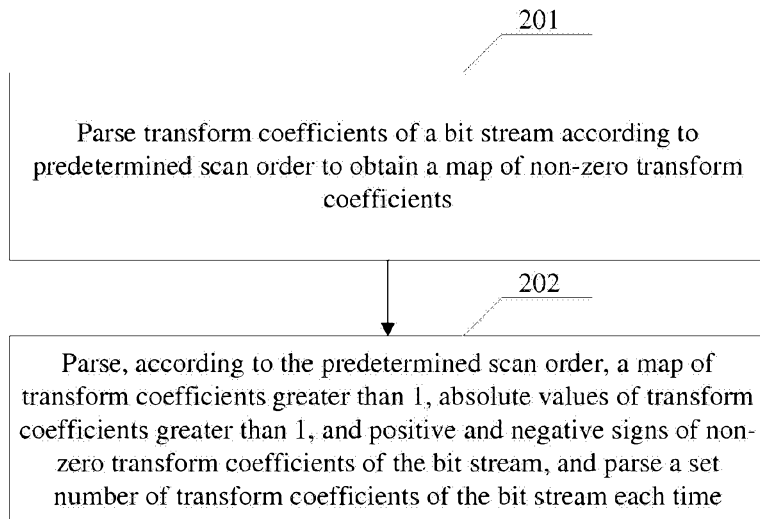 201
Parse transform coefficients of a bit stream according to
predetermined scan order to obtain a map of non-zero transform
coefficients
202
Parse, according to the predetermined scan order, a map of
transform coefficients greater than 1, absolute values of transform
coefficients greater than 1, and positive and negative signs of non-
zero transform coefficients of the bit stream, and parse a set
number of transform coefficients of the bit stream each time